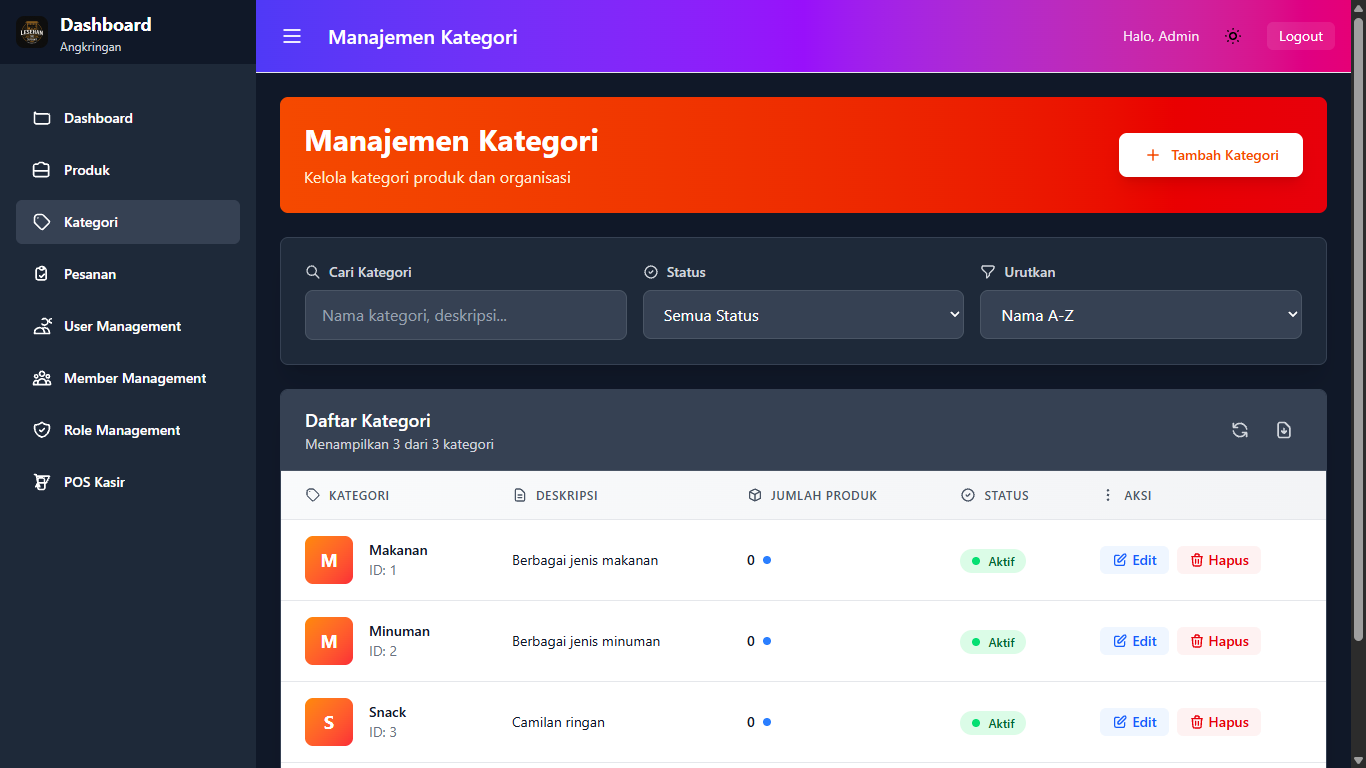 LESEHAN
Dashboard
Angkringan
Manajemen Kategori
Halo, Admin
Logout
Dashboard
Produk
Kategori
Pesanan
User Management
Member Management
Role Management
POS Kasir
Manajemen Kategori
Kelola kategori produk dan organisasi
Tambah Kategori
Cari Kategori
Status
Urutkan
Nama kategori, deskripsi...
Semua Status
Nama A-Z
Daftar Kategori
Menampilkan 3 dari 3 kategori
KATEGORI DESKRIPSI JUMLAH PRODUK STATUS AKSI
M
Makanan
ID: 1
Berbagai jenis makanan
0
Aktif
Edit
Hapus
M
Minuman
ID: 2
Berbagai jenis minuman
0
Aktif
Edit
Hapus
S
Snack
ID: 3
Camilan ringan
0
Aktif
Edit
Hapus